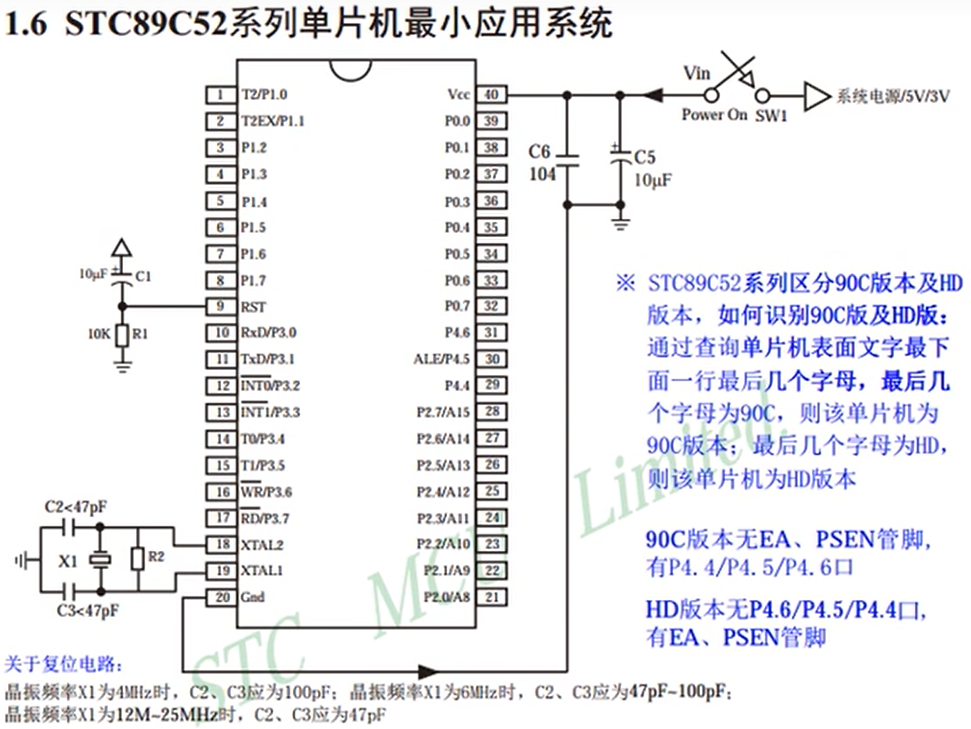 1.6 STC89C52系列单片机最小应用系统
1 T2/P1.0
2 T2EX/P1.1
3 P1.2
4 P1.3
5 P1.4
6 P1.5
7 P1.6
8 P1.7
9 RST
10 RxD/P3.0
11 TxD/P3.1
12 INT0/P3.2
13 INT1/P3.3
14 T0/P3.4
15 T1/P3.5
16 WR/P3.6
17 RD/P3.7
18 XTAL2
19 XTAL1
20 Gnd
Vcc 40
P0.0 39
P0.1 38
P0.2 37
P0.3 36
P0.4 35
P0.5 34
P0.6 33
P0.7 32
P4.6 31
ALE/P4.5 30
P4.4 29
P2.7/A15 28
P2.6/A14 27
P2.5/A13 26
P2.4/A12 25
P2.3/A11 24
P2.2/A10 23
P2.1/A9 22
P2.0/A8 21
10μF + C1
10K R1
C2<47pF
X1 R2
C3<47pF
Vin
Power On SW1
系统电源/5V/3V
C6
104
+ C5
10μF
※ STC89C52系列区分90C版本及HD
版本，如何识别90C版及HD版：
通过查询单片机表面文字最下
面一行最后几个字母，最后几
个字母为90C，则该单片机为
90C版本；最后几个字母为HD，
则该单片机为HD版本
90C版本无EA、PSEN管脚，
有P4.4/P4.5/P4.6口
HD版本无P4.6/P4.5/P4.4口，
有EA、PSEN管脚
STC MCU Limited.
关于复位电路：
晶振频率X1为4MHz时，C2、C3应为100pF；晶振频率X1为6MHz时，C2、C3应为47pF~100pF；
晶振频率X1为12M~25MHz时，C2、C3应为47pF